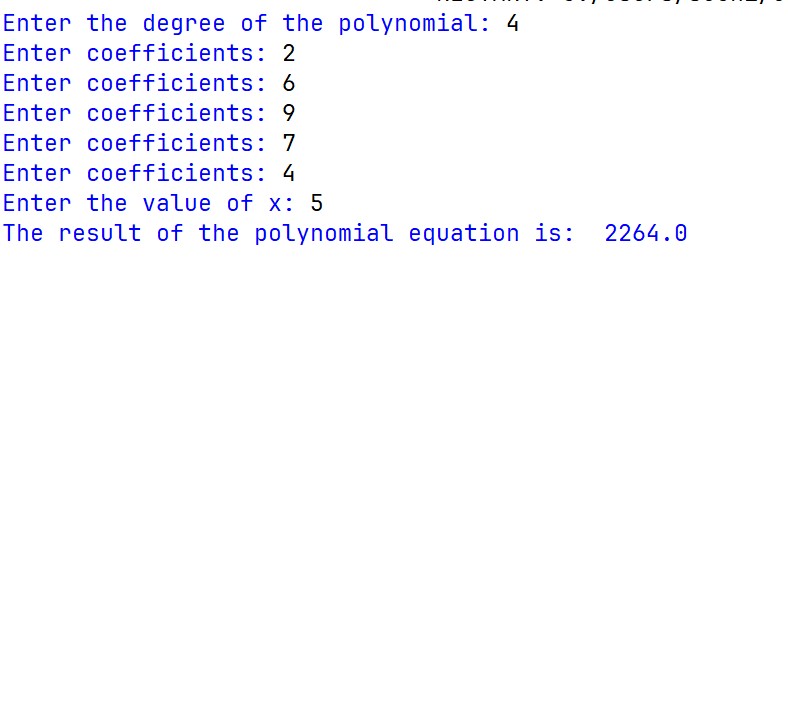 Enter the degree of the polynomial: 4
Enter coefficients: 2
Enter coefficients: 6
Enter coefficients: 9
Enter coefficients: 7
Enter coefficients: 4
Enter the value of x: 5
The result of the polynomial equation is:  2264.0